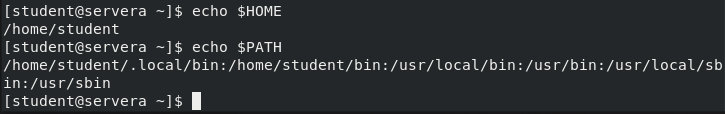 [student@servera ~]$ echo $HOME
/home/student
[student@servera ~]$ echo $PATH
/home/student/.local/bin:/home/student/bin:/usr/local/bin:/usr/bin:/usr/local/sb
in:/usr/sbin
[student@servera ~]$